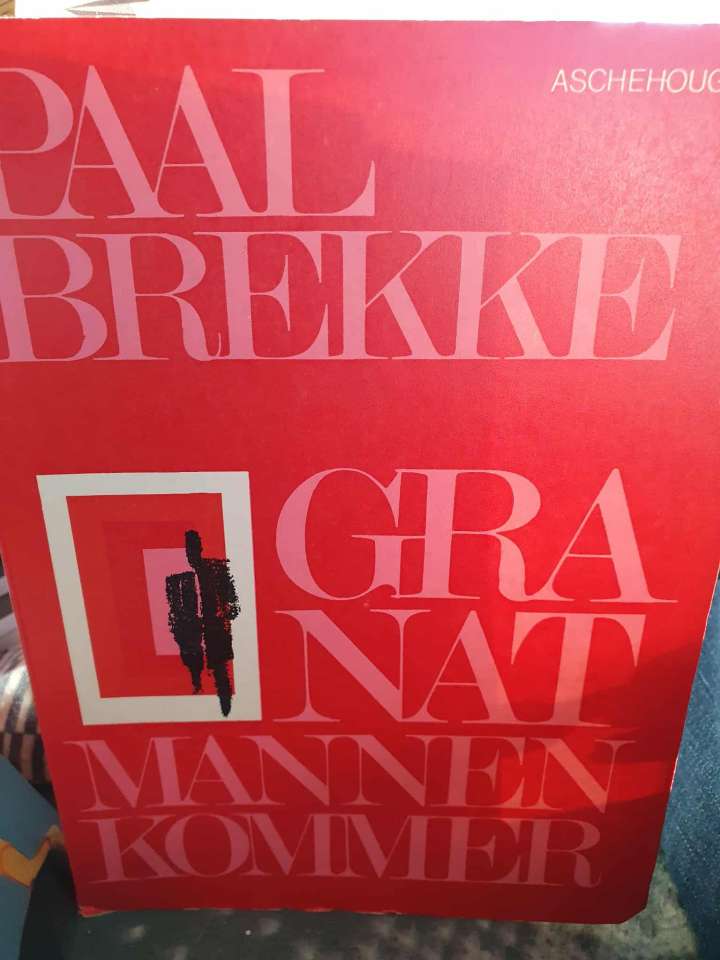 ASCHEHOUG
PAAL
BREKKE
GRA
NAT
MANNEN
KOMMER